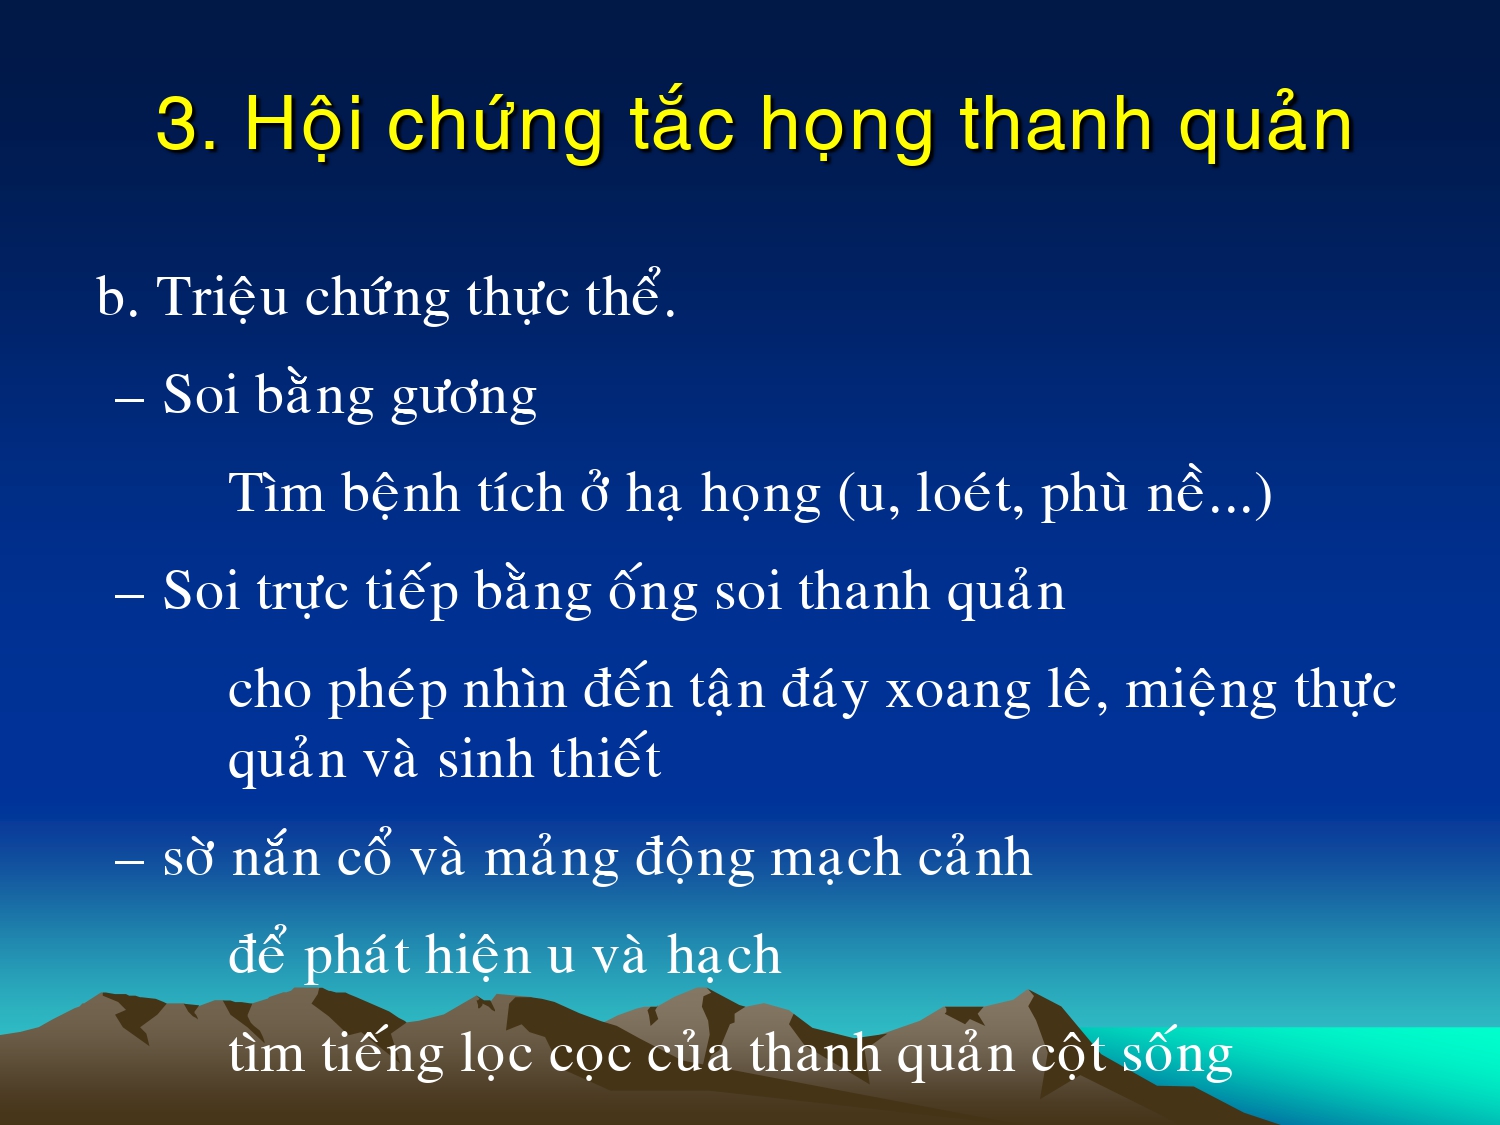 3. Hội chứng tắc họng thanh quản
b. Triệu chứng thực thể.
– Soi bằng gương
Tìm bệnh tích ở hạ họng (u, loét, phù nề...)
– Soi trực tiếp bằng ống soi thanh quản
cho phép nhìn đến tận đáy xoang lê, miệng thực
quản và sinh thiết
– sờ nắn cổ và mảng động mạch cảnh
để phát hiện u và hạch
tìm tiếng lọc cọc của thanh quản cột sống